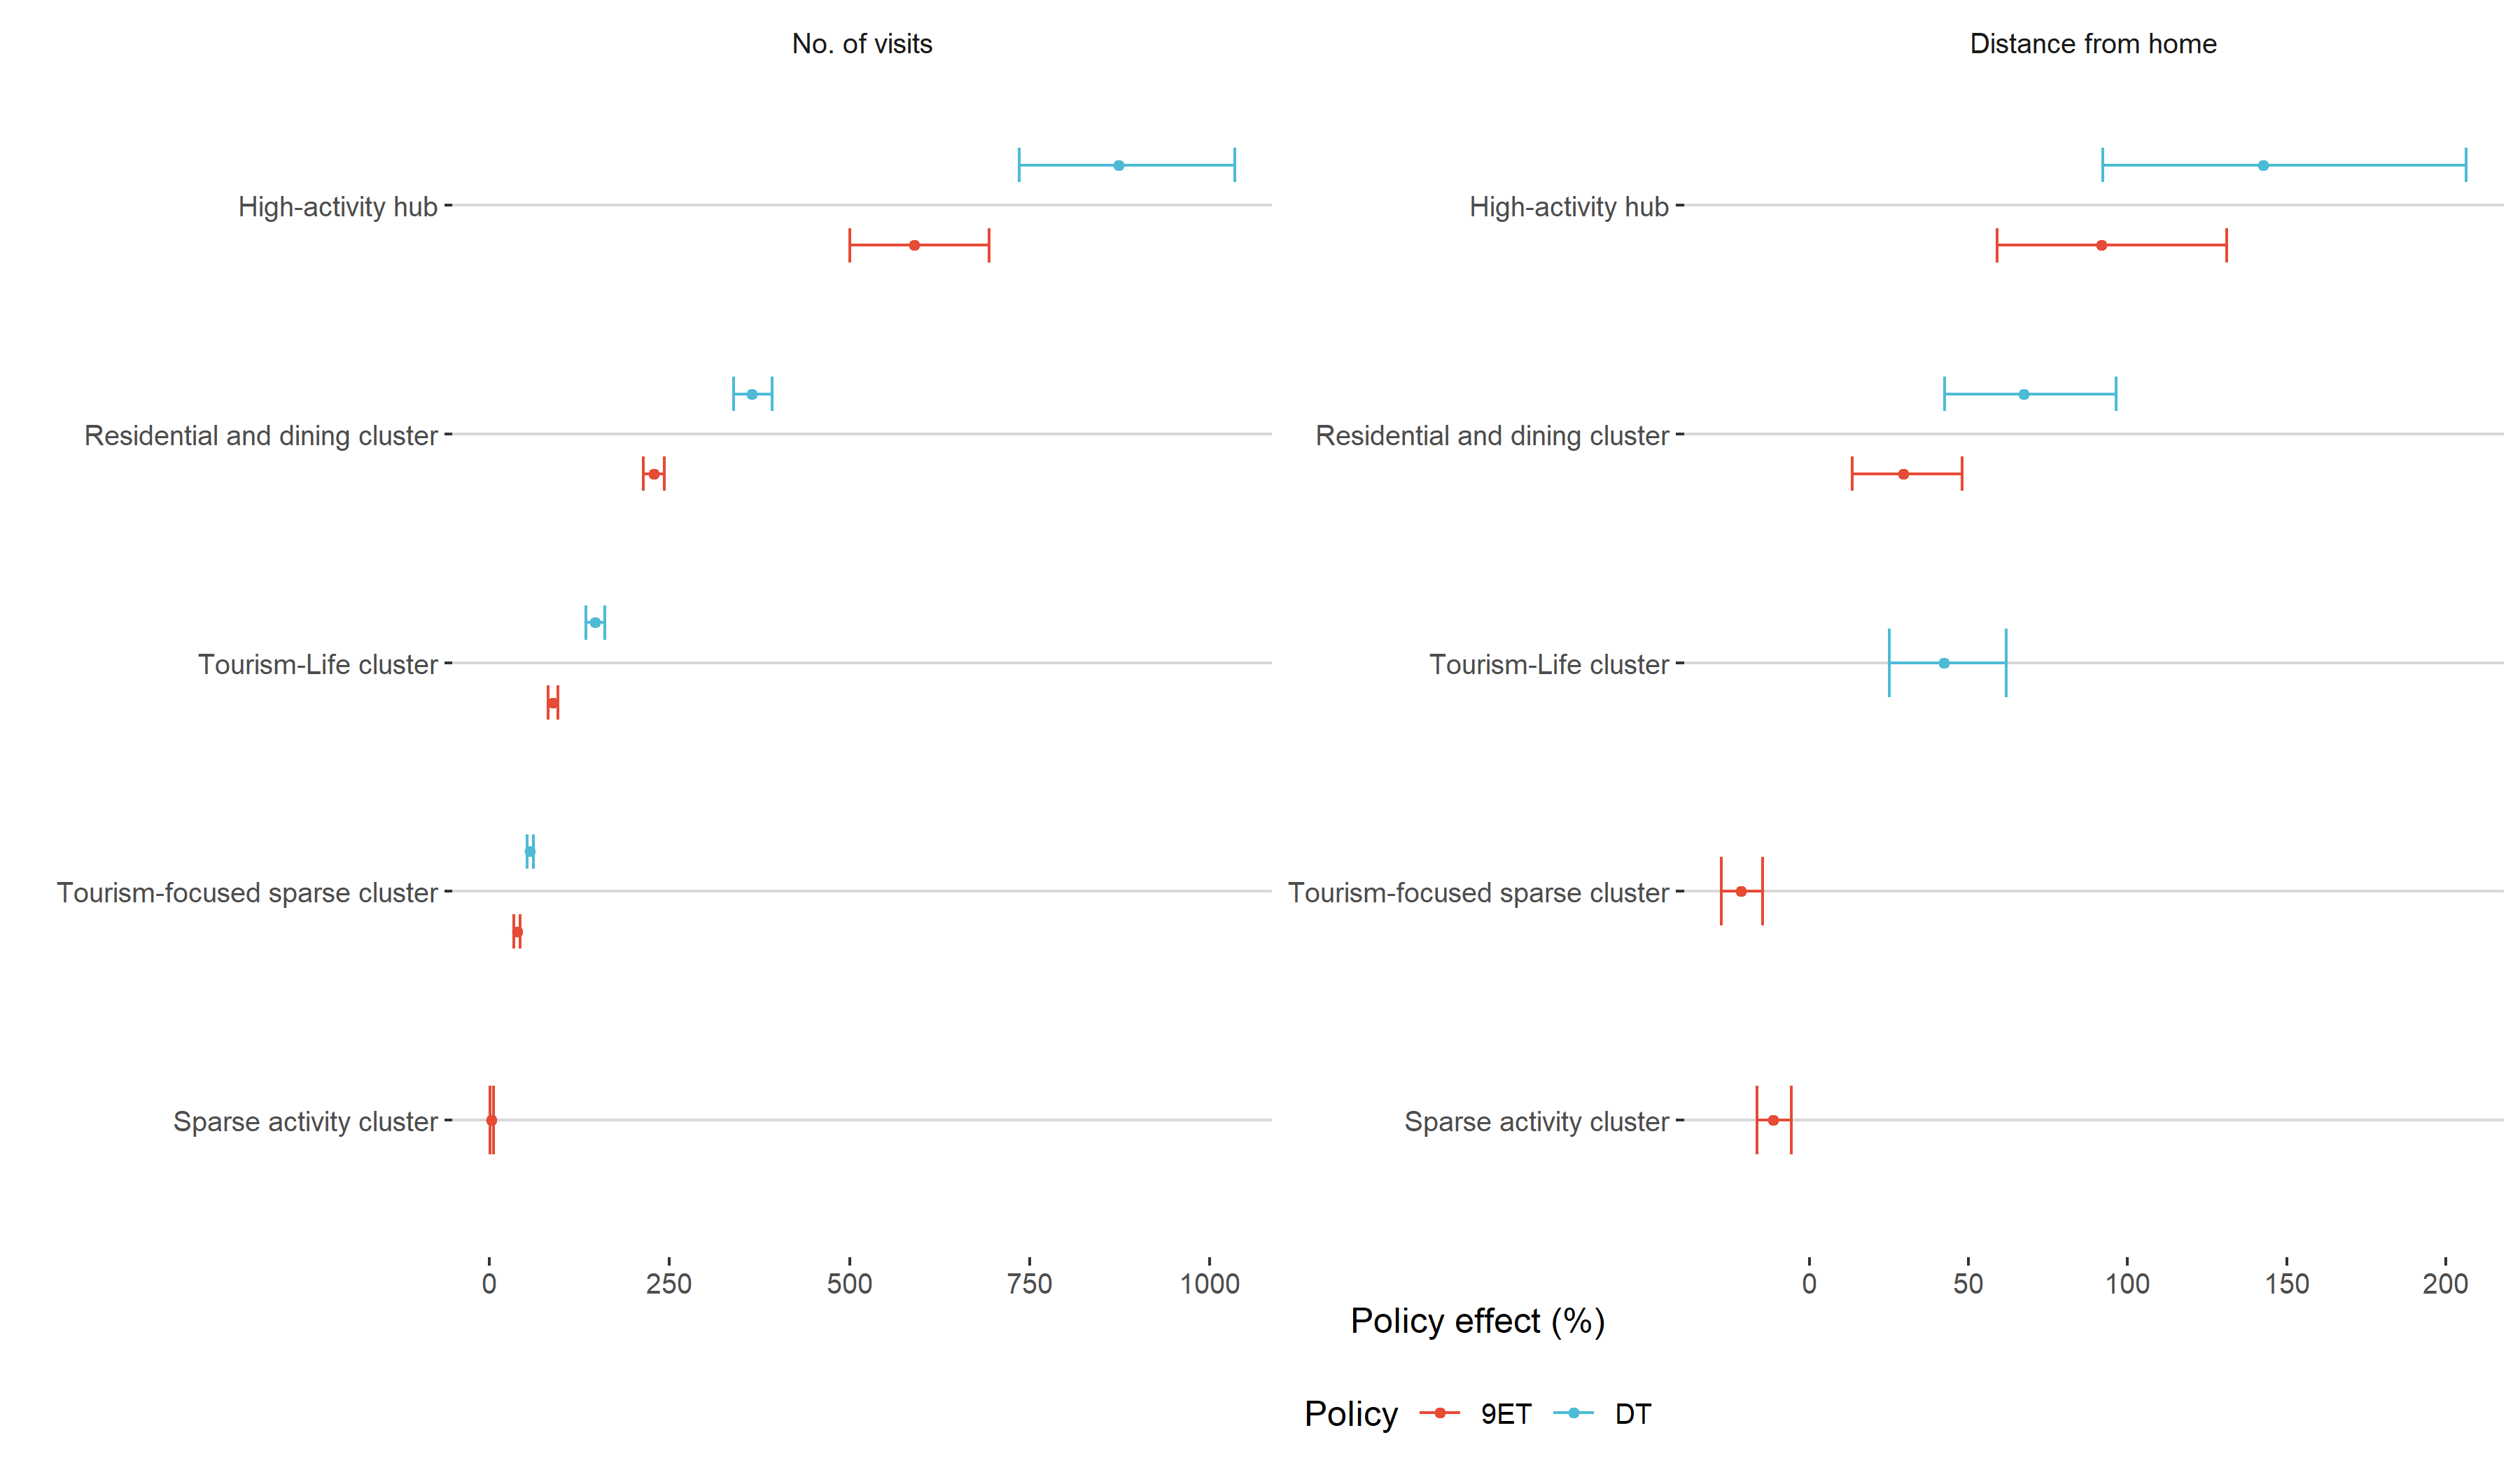 No. of visits
Distance from home
High-activity hub
Residential and dining cluster
Tourism-Life cluster
Tourism-focused sparse cluster
Sparse activity cluster
0 250 500 750 1000
High-activity hub
Residential and dining cluster
Tourism-Life cluster
Tourism-focused sparse cluster
Sparse activity cluster
0 50 100 150 200
Policy effect (%)
Policy 9ET DT